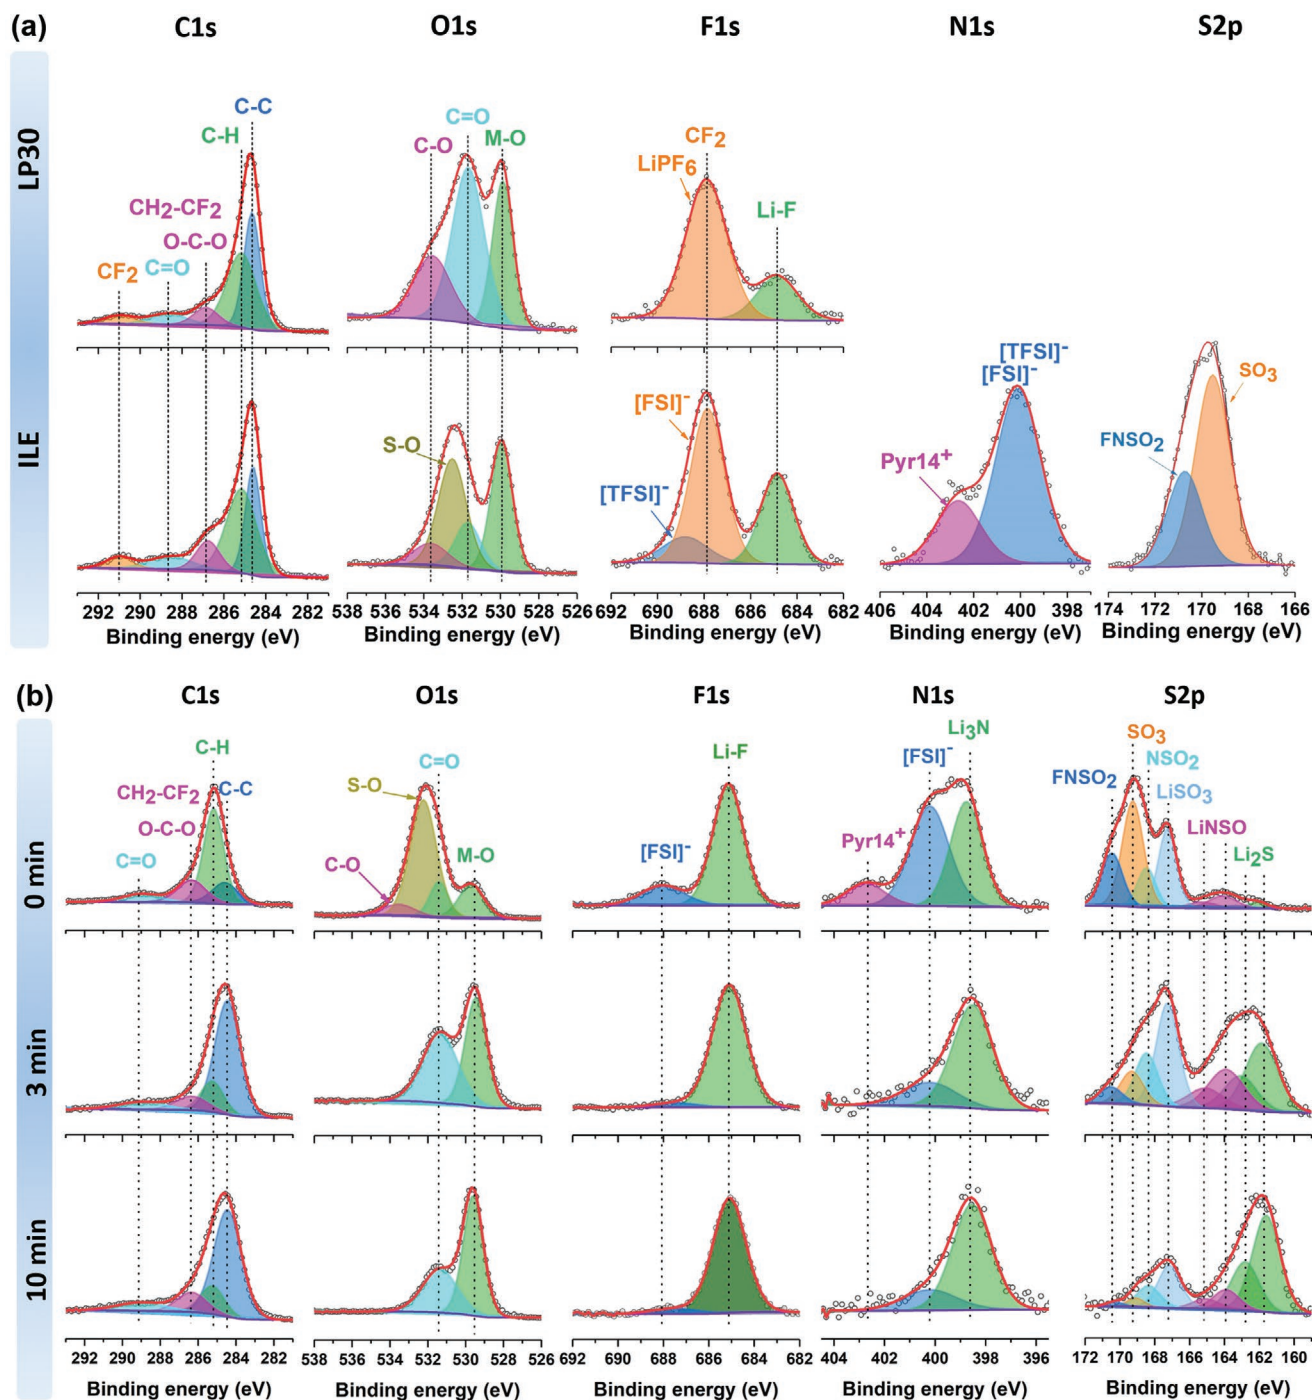 (a)
C1s
O1s
F1s
N1s
S2p
LP30
C-C
C-H
CH2-CF2
O-C-O
CF2
C=O
C=O
C-O
M-O
CF2
LiPF6
Li-F
ILE
S-O
[FSI]-
[TFSI]-
[TFSI]-
[FSI]-
Pyr14+
SO3
FNSO2
292 290 288 286 284 282
538 536 534 532 530 528 526
692 690 688 686 684 682
406 404 402 400 398
174 172 170 168 166
Binding energy (eV)
Binding energy (eV)
Binding energy (eV)
Binding energy (eV)
Binding energy (eV)
(b)
C1s
O1s
F1s
N1s
S2p
0 min
C-H
CH2-CF2
C-C
O-C-O
C=O
C=O
S-O
C-O
M-O
Li-F
[FSI]-
Li3N
[FSI]-
Pyr14+
SO3
NSO2
FNSO2
LiSO3
LiNSO
Li2S
3 min
10 min
292 290 288 286 284 282
538 536 534 532 530 528 526
692 690 688 686 684 682
404 402 400 398 396
172 170 168 166 164 162 160
Binding energy (eV)
Binding energy (eV)
Binding energy (eV)
Binding energy (eV)
Binding energy (eV)